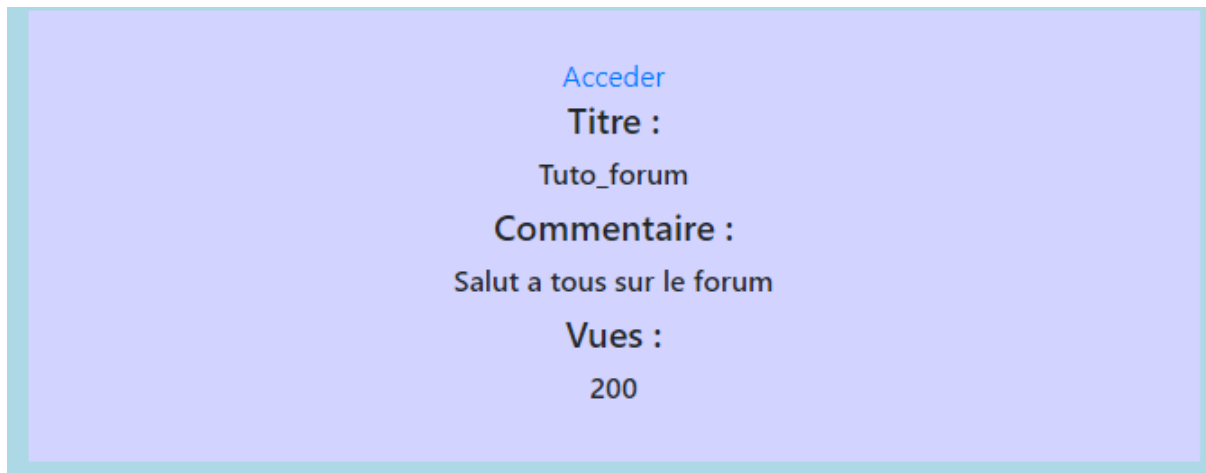 Acceder
Titre :
Tuto_forum
Commentaire :
Salut a tous sur le forum
Vues :
200